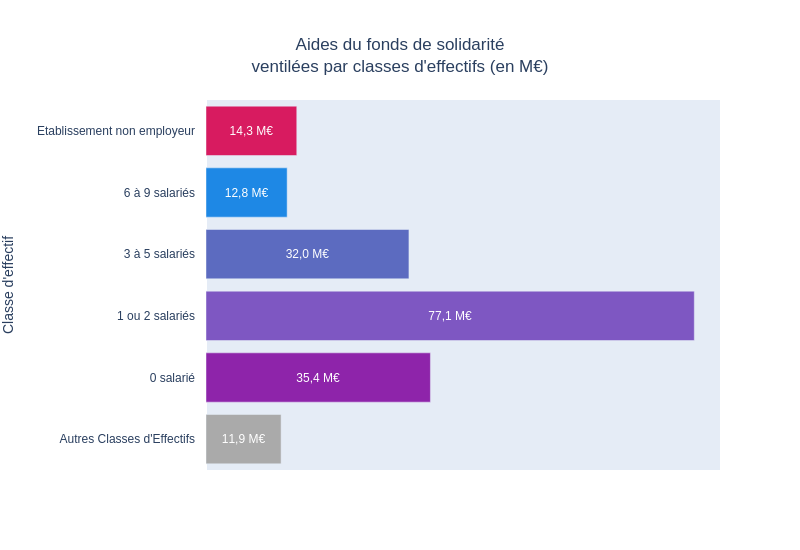 Aides du fonds de solidarité
ventilées par classes d'effectifs (en M€)
Classe d'effectif
Etablissement non employeur
14,3 M€
6 à 9 salariés
12,8 M€
3 à 5 salariés
32,0 M€
1 ou 2 salariés
77,1 M€
0 salarié
35,4 M€
Autres Classes d'Effectifs
11,9 M€